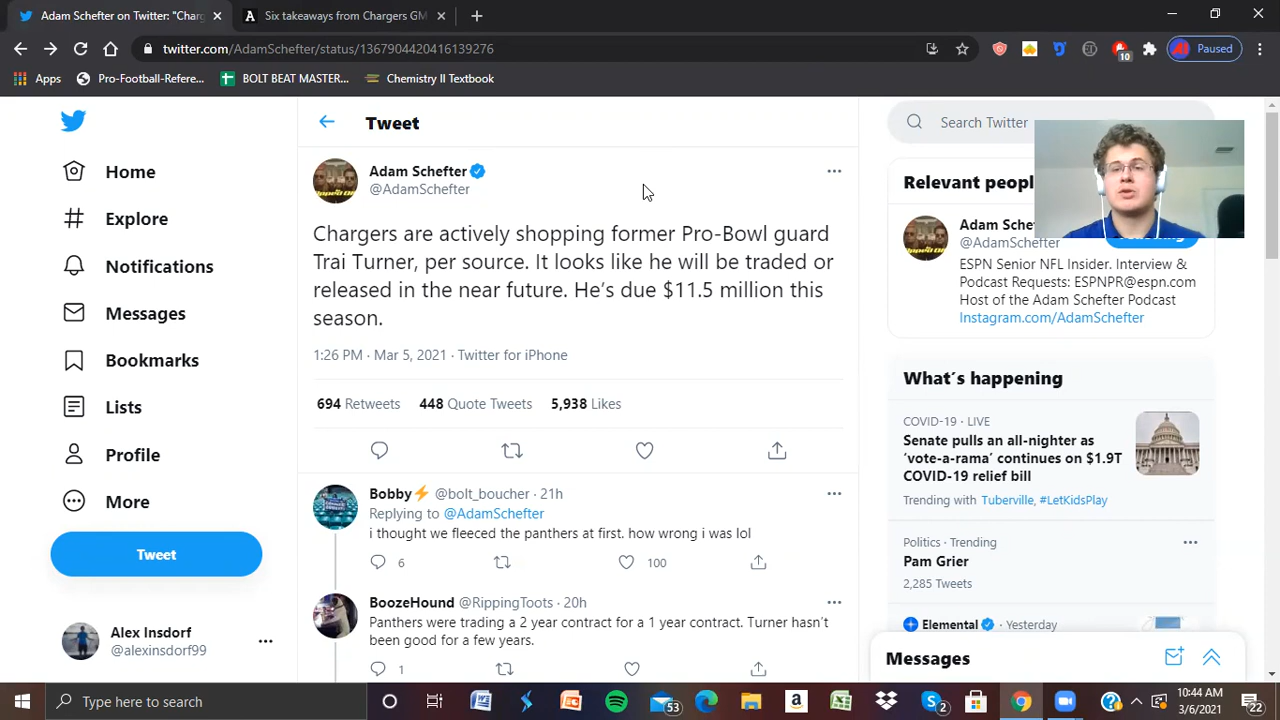 Adam Schefter on Twitter: "Charg
Six takeaways from Chargers GM
twitter.com/AdamSchefter/status/1367904420416139276
10
Paused
Apps
Pro-Football-Refere...
BOLT BEAT MASTER...
Chemistry II Textbook
Home
Explore
Notifications
Messages
Bookmarks
Lists
Profile
More
Tweet
Alex Insdorf
@alexinsdorf99
Tweet
Adam Schefter
@AdamSchefter
Chargers are actively shopping former Pro-Bowl guard
Trai Turner, per source. It looks like he will be traded or
released in the near future. He's due $11.5 million this
season.
1:26 PM · Mar 5, 2021 · Twitter for iPhone
694 Retweets 448 Quote Tweets 5,938 Likes
Bobby⚡ @bolt_boucher · 21h
Replying to @AdamSchefter
i thought we fleeced the panthers at first. how wrong i was lol
6
100
BoozeHound @RippingToots · 20h
Panthers were trading a 2 year contract for a 1 year contract. Turner hasn't
been good for a few years.
1
Search Twitter
Relevant peopl
Adam Sche
@AdamSchefter
ESPN Senior NFL Insider. Interview &
Podcast Requests: ESPNPR@espn.com
Host of the Adam Schefter Podcast
Instagram.com/AdamSchefter
What's happening
COVID-19 · LIVE
Senate pulls an all-nighter as
'vote-a-rama' continues on $1.9T
COVID-19 relief bill
Trending with Tuberville, #LetKidsPlay
Politics · Trending
Pam Grier
2,285 Tweets
Elemental · Yesterday
Messages
Type here to search
53
2
10:44 AM
3/6/2021
22